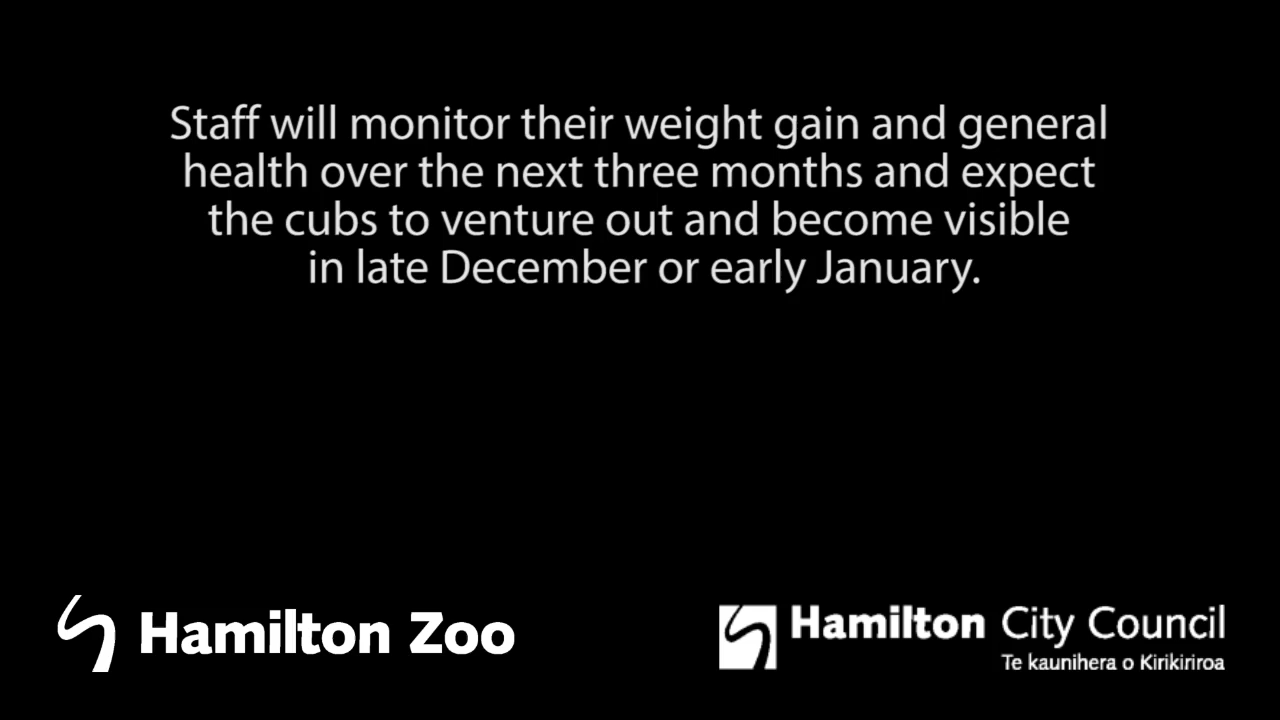 Staff will monitor their weight gain and general
health over the next three months and expect
the cubs to venture out and become visible
in late December or early January.
Hamilton Zoo
Hamilton City Council
Te kaunihera o Kirikiriroa